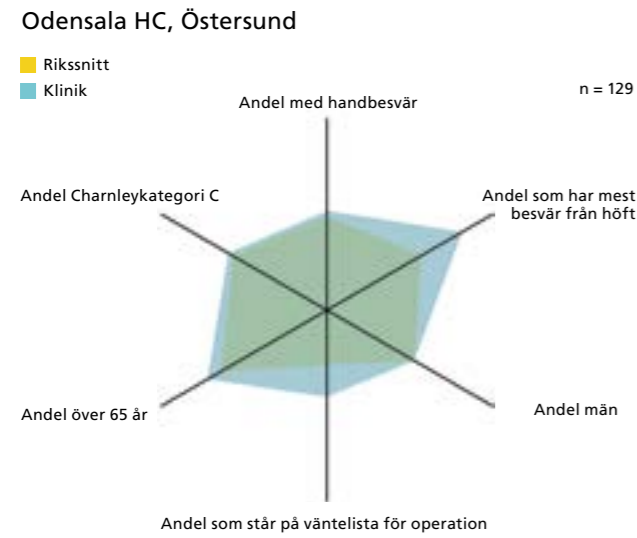 Odensala HC, Östersund
Rikssnitt
Klinik
n = 129
Andel med handbesvär
Andel Charnleykategori C
Andel som har mest
besvär från höft
Andel över 65 år
Andel män
Andel som står på väntelista för operation